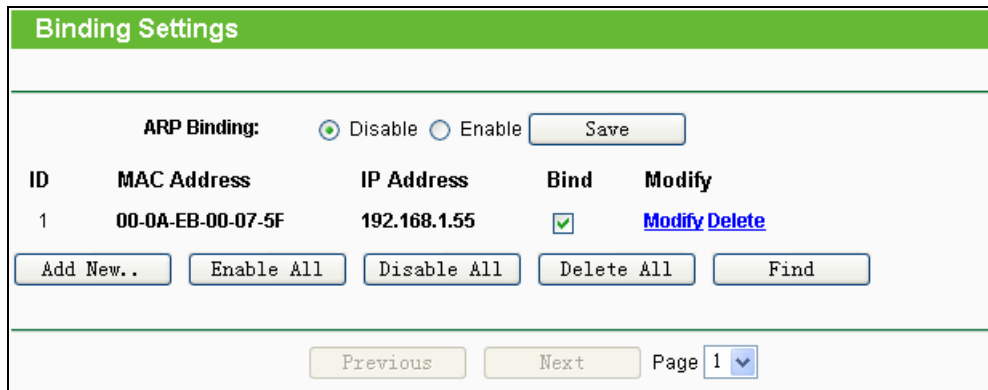 Binding Settings
ARP Binding: Disable Enable Save
ID MAC Address IP Address Bind Modify
1 00-0A-EB-00-07-5F 192.168.1.55 Modify Delete
Add New.. Enable All Disable All Delete All Find
Previous Next Page 1